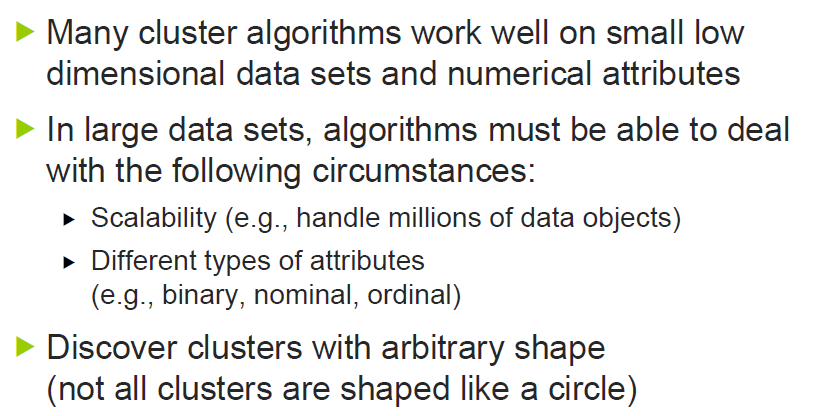 Many cluster algorithms work well on small low
dimensional data sets and numerical attributes
In large data sets, algorithms must be able to deal
with the following circumstances:
Scalability (e.g., handle millions of data objects)
Different types of attributes
(e.g., binary, nominal, ordinal)
Discover clusters with arbitrary shape
(not all clusters are shaped like a circle)